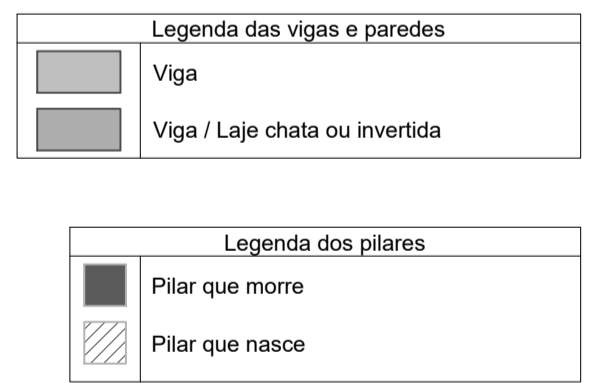 Legenda das vigas e paredes
Viga
Viga / Laje chata ou invertida
Legenda dos pilares
Pilar que morre
Pilar que nasce